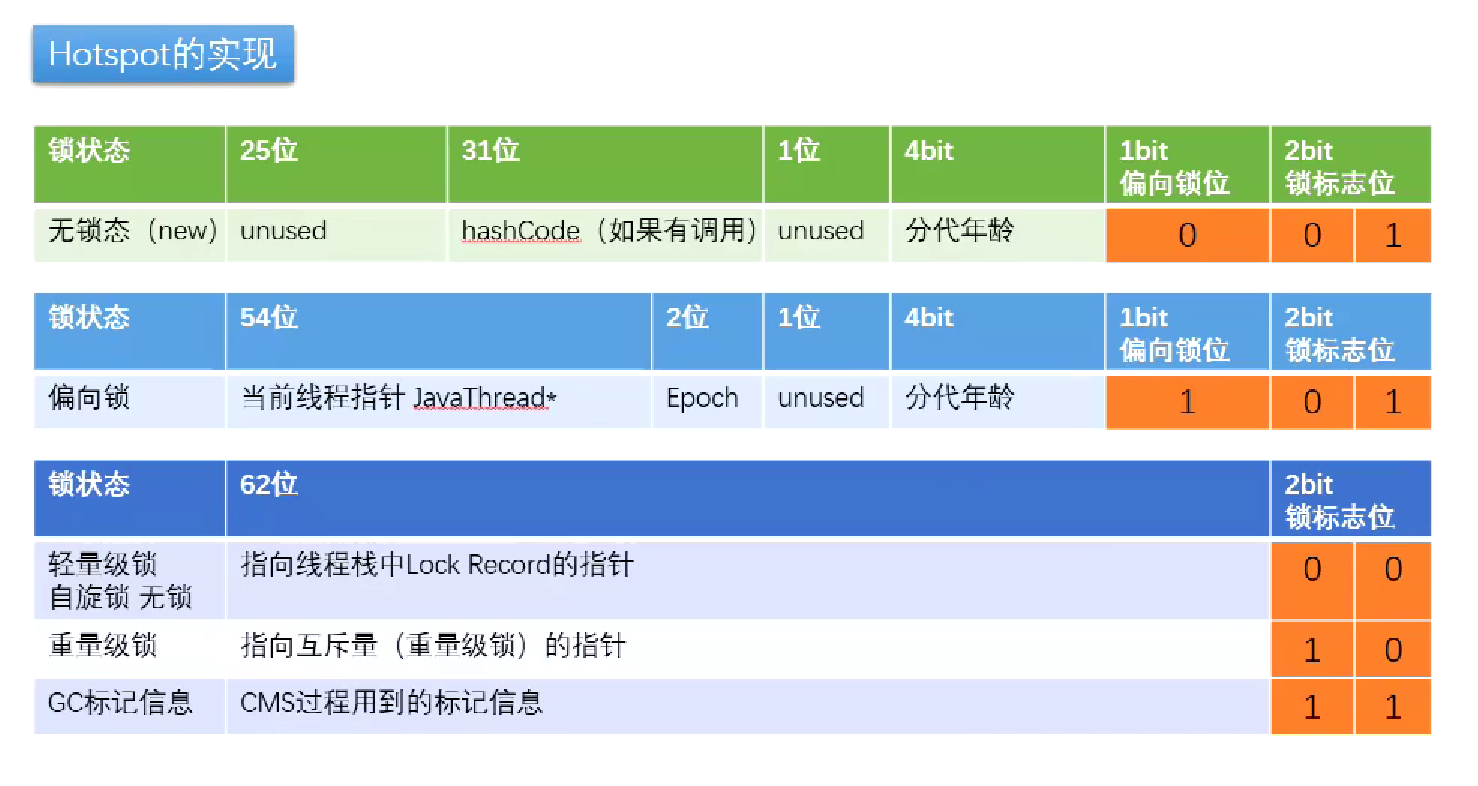 Hotspot的实现
锁状态 25位 31位 1位 4bit 1bit 2bit
偏向锁位 锁标志位
无锁态（new） unused hashCode（如果有调用） unused 分代年龄 0 0 1
锁状态 54位 2位 1位 4bit 1bit 2bit
偏向锁位 锁标志位
偏向锁 当前线程指针 JavaThread* Epoch unused 分代年龄 1 0 1
锁状态 62位 2bit
锁标志位
轻量级锁 指向线程栈中Lock Record的指针 0 0
自旋锁 无锁
重量级锁 指向互斥量（重量级锁）的指针 1 0
GC标记信息 CMS过程用到的标记信息 1 1